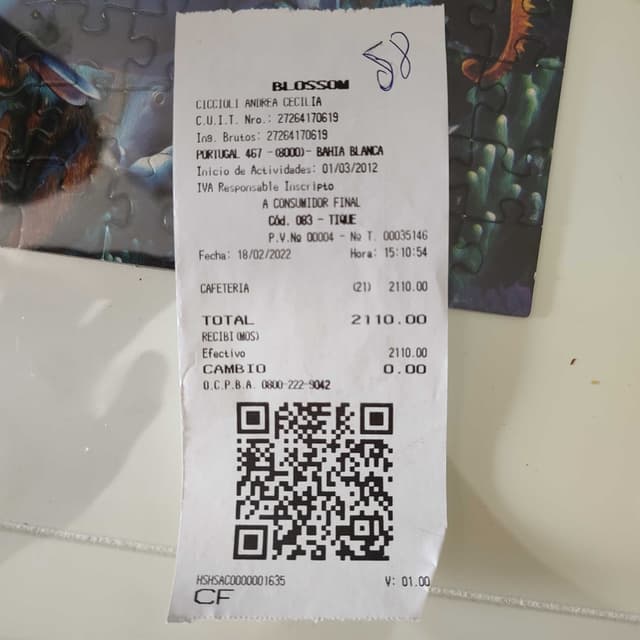 58
BLOSSOM
CICCIOLI ANDREA CECILIA
C.U.I.T. Nro.: 27264170619
Ing. Brutos: 27264170619
PORTUGAL 467 -(8000)- BAHIA BLANCA
Inicio de Actividades: 01/03/2012
IVA Responsable Inscripto
A CONSUMIDOR FINAL
Cód. 083 - TIQUE
P.V.Nº 00004 - Nº T. 00035146
Fecha: 18/02/2022 Hora: 15:10:54
CAFETERIA (21) 2110.00
TOTAL 2110.00
RECIBI(MOS)
Efectivo 2110.00
CAMBIO 0.00
O.C.P.B.A. 0800-222-9042
HSHSAC0000001635 V: 01.00
CF